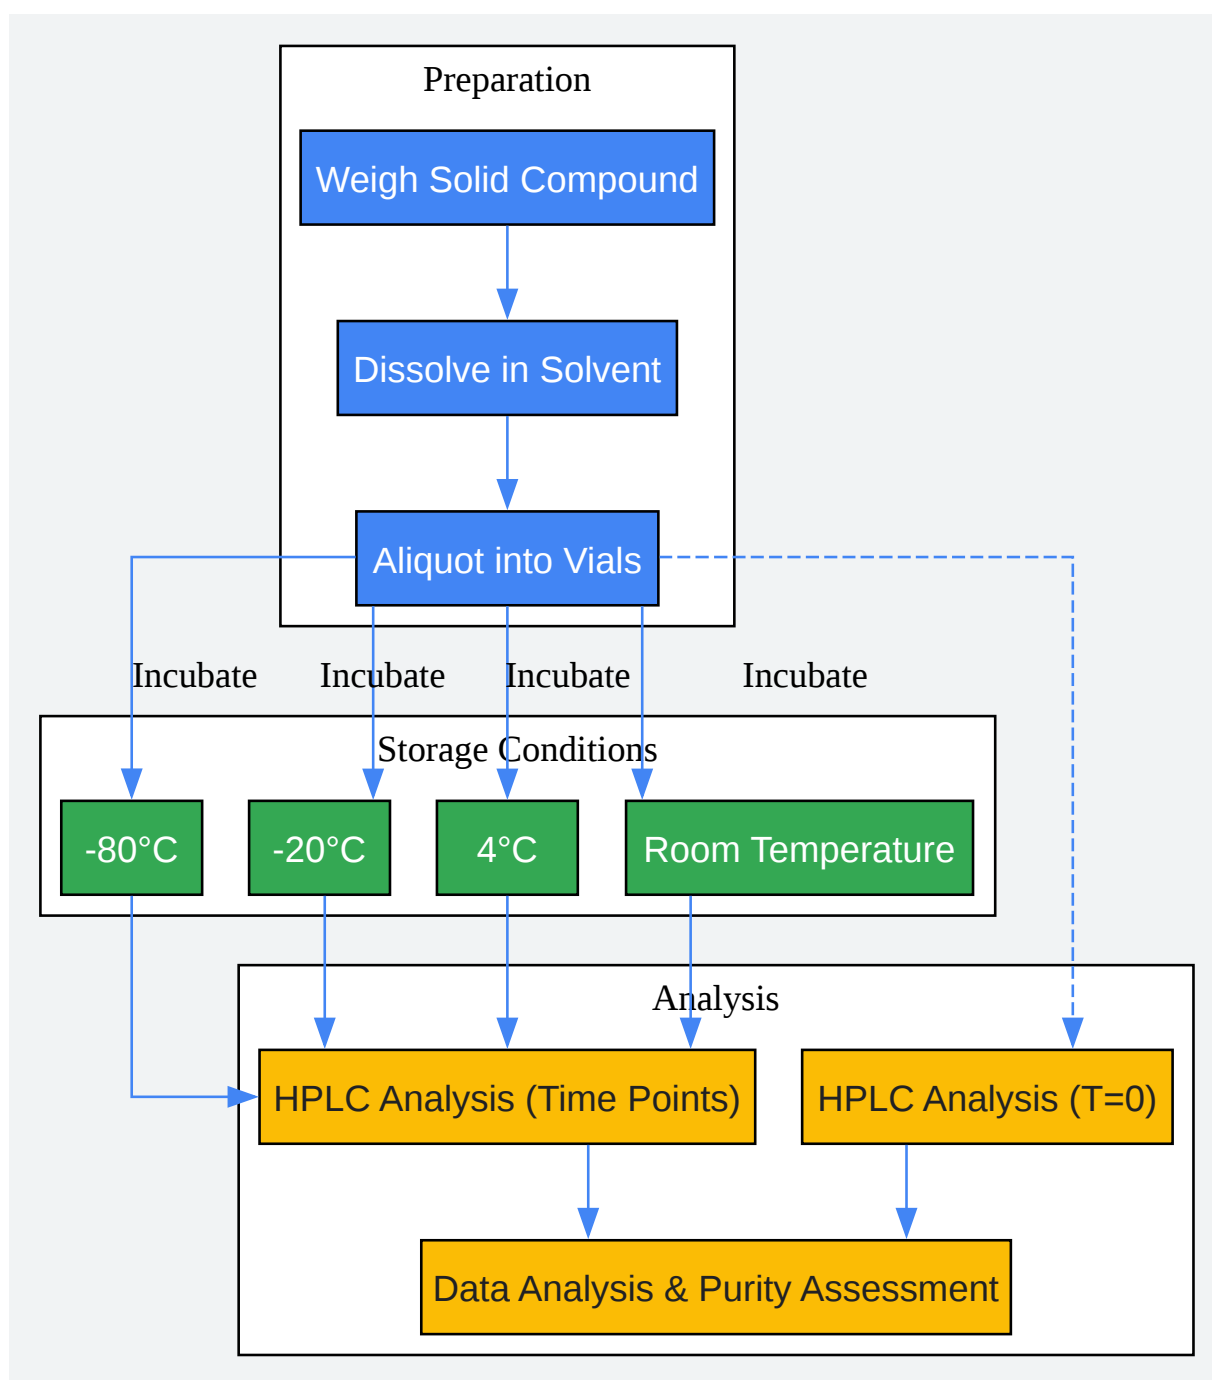 Preparation
Weigh Solid Compound
Dissolve in Solvent
Aliquot into Vials
Incubate Incubate Incubate Incubate
Storage Conditions
-80°C -20°C 4°C Room Temperature
Analysis
HPLC Analysis (Time Points) HPLC Analysis (T=0)
Data Analysis & Purity Assessment